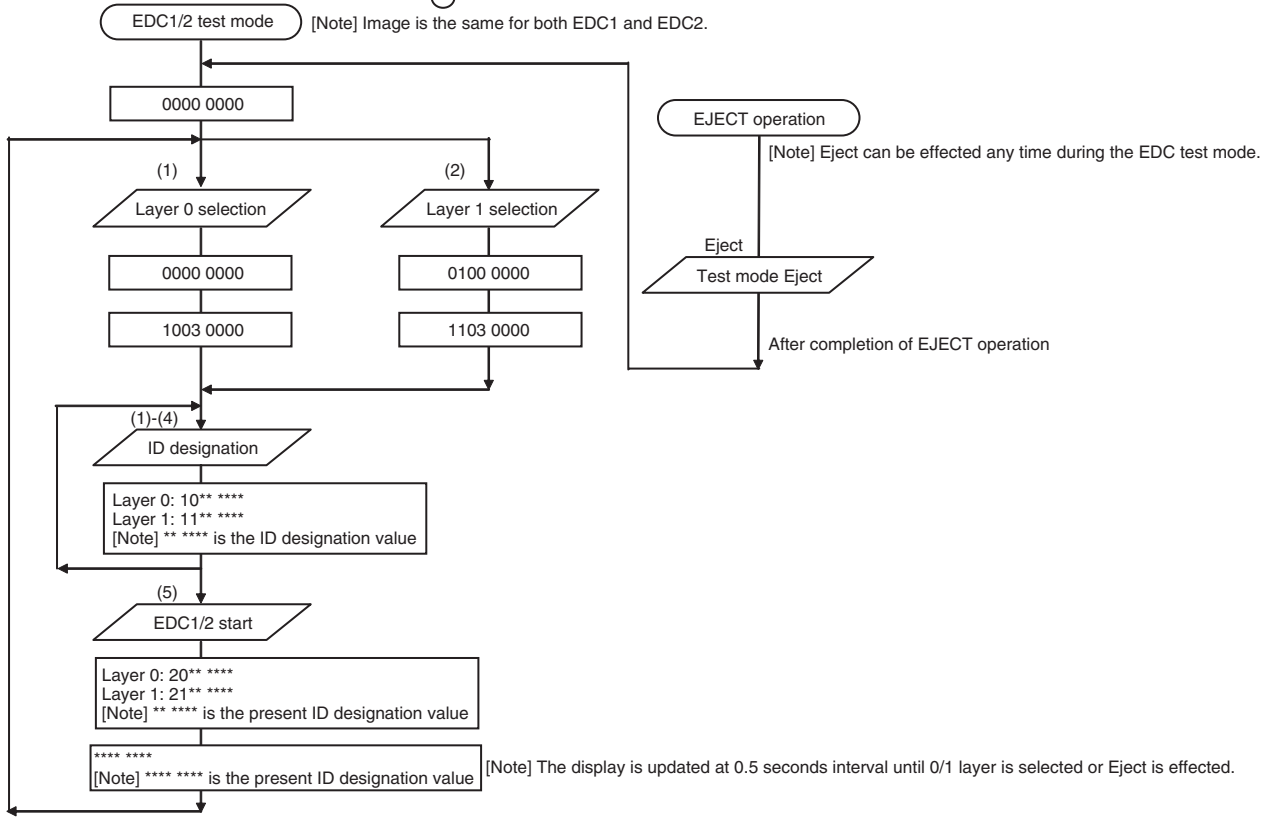 EDC1/2 test mode
[Note] Image is the same for both EDC1 and EDC2.
0000 0000
EJECT operation
[Note] Eject can be effected any time during the EDC test mode.
(1)
(2)
Layer 0 selection
Layer 1 selection
Eject
Test mode Eject
0000 0000
0100 0000
1003 0000
1103 0000
After completion of EJECT operation
(1)-(4)
ID designation
Layer 0: 10** ****
Layer 1: 11** ****
[Note] ** **** is the ID designation value
(5)
EDC1/2 start
Layer 0: 20** ****
Layer 1: 21** ****
[Note] ** **** is the present ID designation value
**** ****
[Note] **** **** is the present ID designation value
[Note] The display is updated at 0.5 seconds interval until 0/1 layer is selected or Eject is effected.